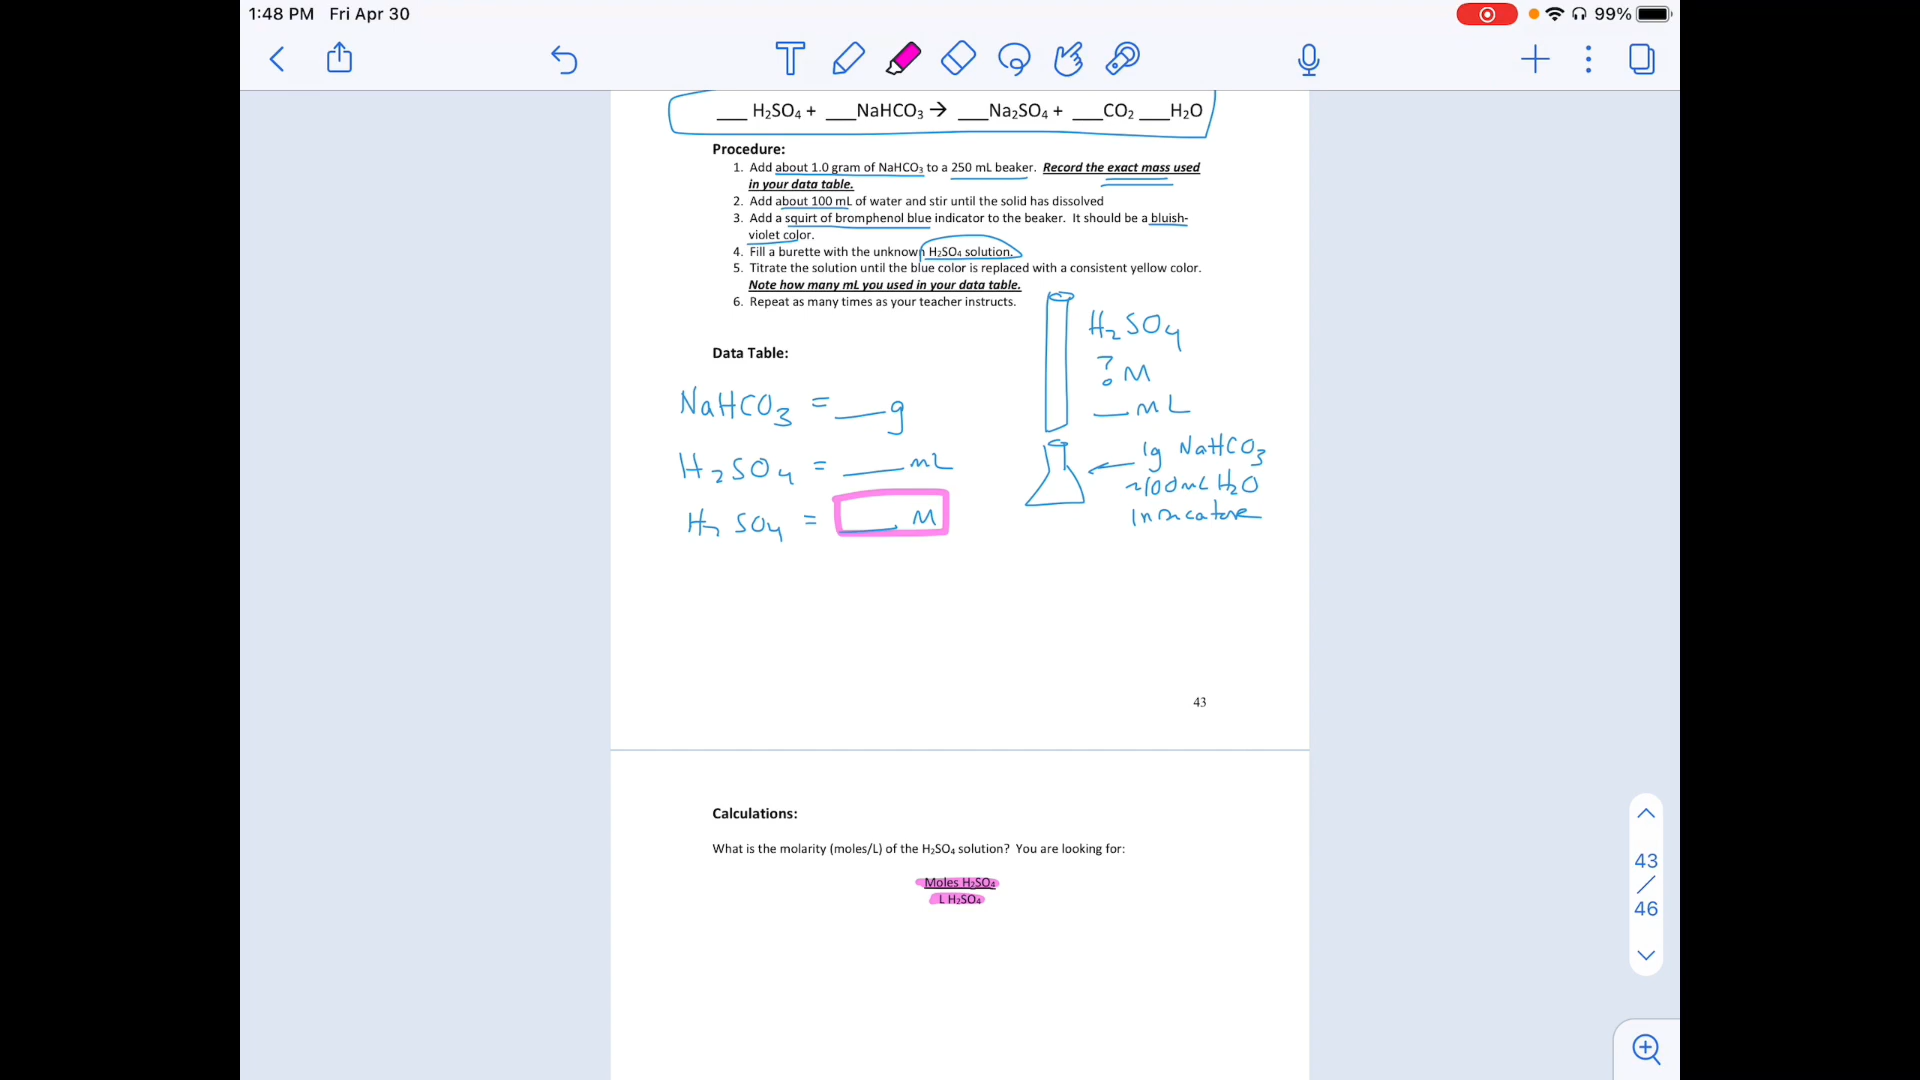 1:48 PM Fri Apr 30
99%
___ H₂SO₄ + ___NaHCO₃ → ___Na₂SO₄ + ___CO₂ ___H₂O
Procedure:
1. Add about 1.0 gram of NaHCO₃ to a 250 mL beaker. Record the exact mass used
in your data table.
2. Add about 100 mL of water and stir until the solid has dissolved
3. Add a squirt of bromphenol blue indicator to the beaker. It should be a bluish-
violet color.
4. Fill a burette with the unknown H₂SO₄ solution.
5. Titrate the solution until the blue color is replaced with a consistent yellow color.
Note how many mL you used in your data table.
6. Repeat as many times as your teacher instructs.
H₂SO₄
? M
___ mL
Data Table:
NaHCO₃ = ___g
H₂SO₄ = ___ mL
H₂SO₄ = ___ M
1g NaHCO₃
~100mL H₂O
Indicator
43
Calculations:
What is the molarity (moles/L) of the H₂SO₄ solution? You are looking for:
Moles H₂SO₄
L H₂SO₄
43
/
46